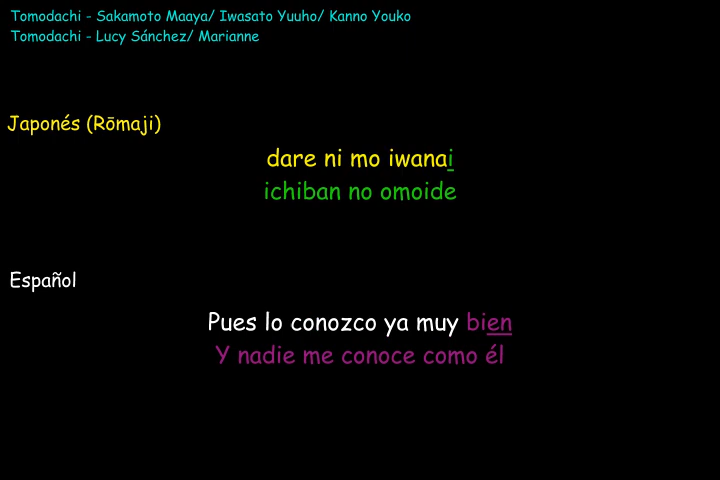 Tomodachi - Sakamoto Maaya/ Iwasato Yuuho/ Kanno Youko
Tomodachi - Lucy Sánchez/ Marianne
Japonés (Rōmaji)
dare ni mo iwanai
ichiban no omoide
Español
Pues lo conozco ya muy bien
Y nadie me conoce como él